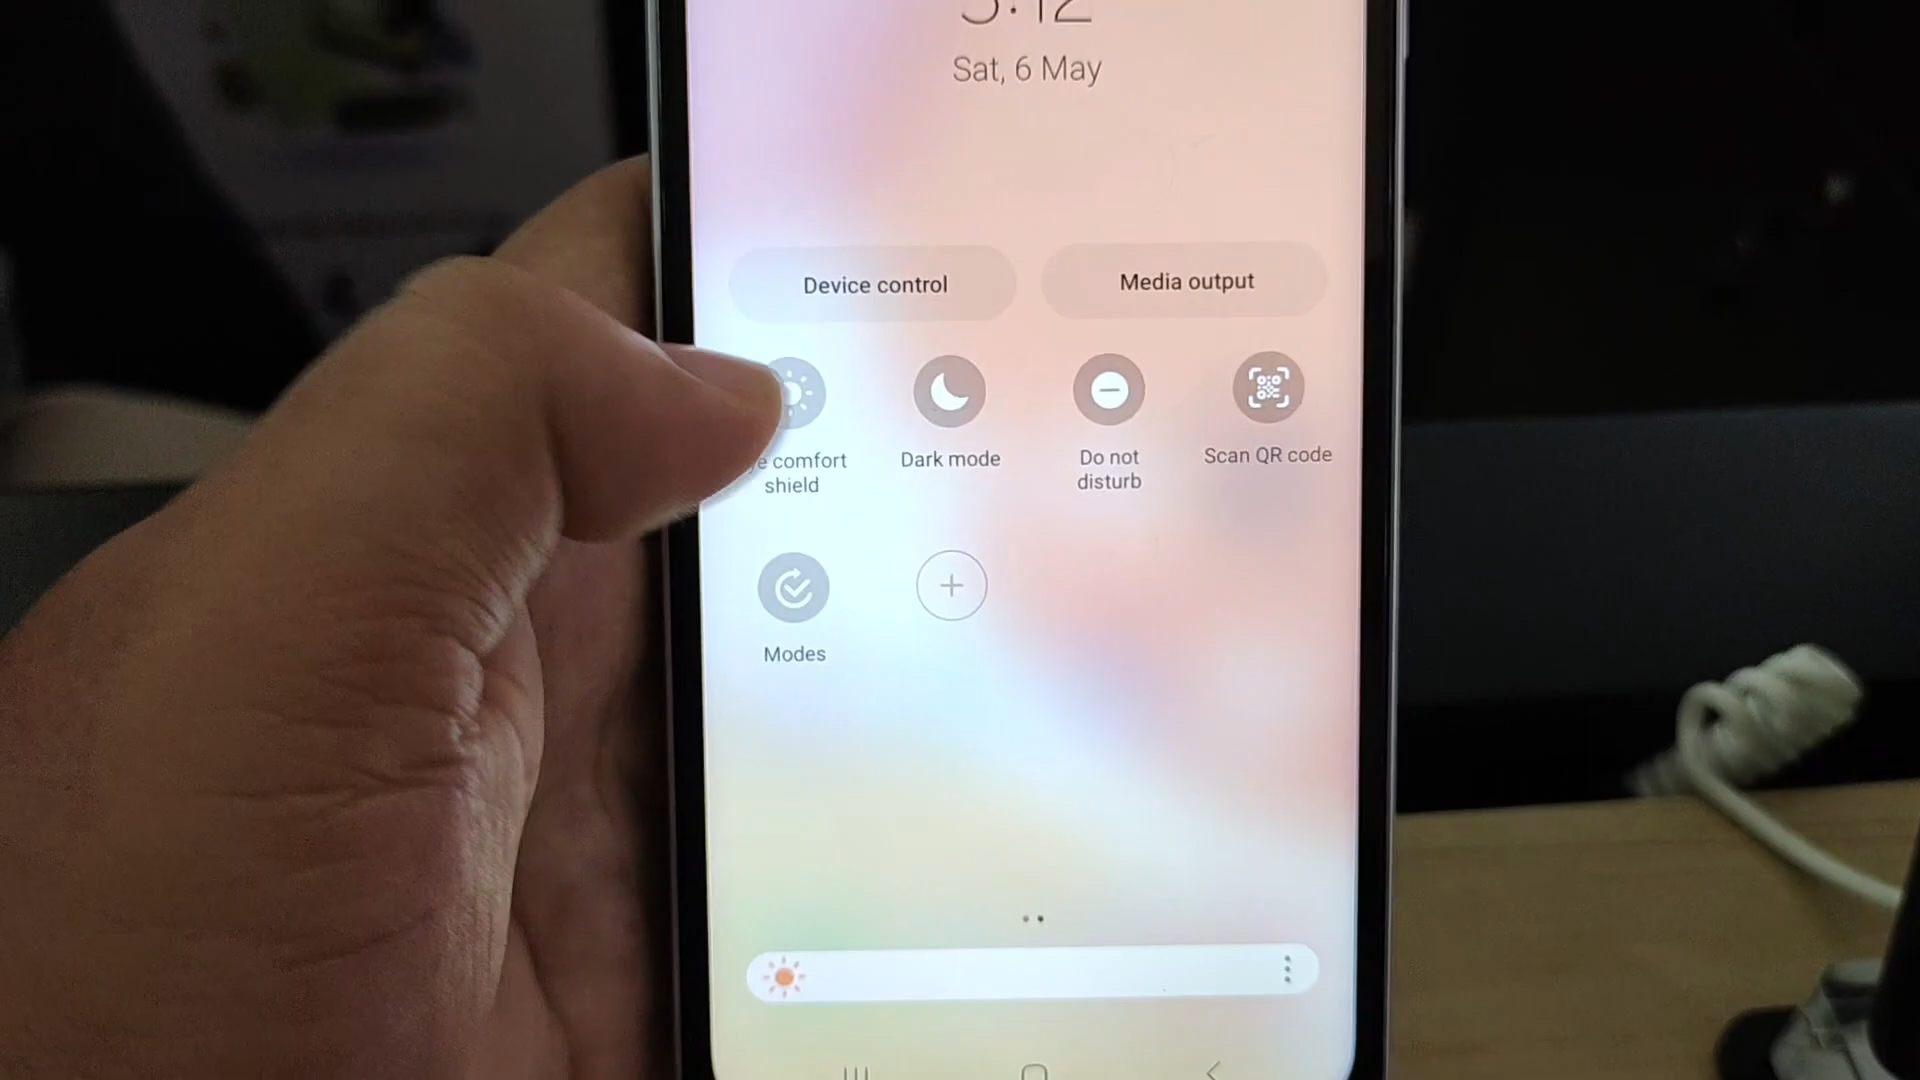 Sat, 6 May
Device control
Media output
comfort
shield
Dark mode
Do not
disturb
Scan QR code
Modes